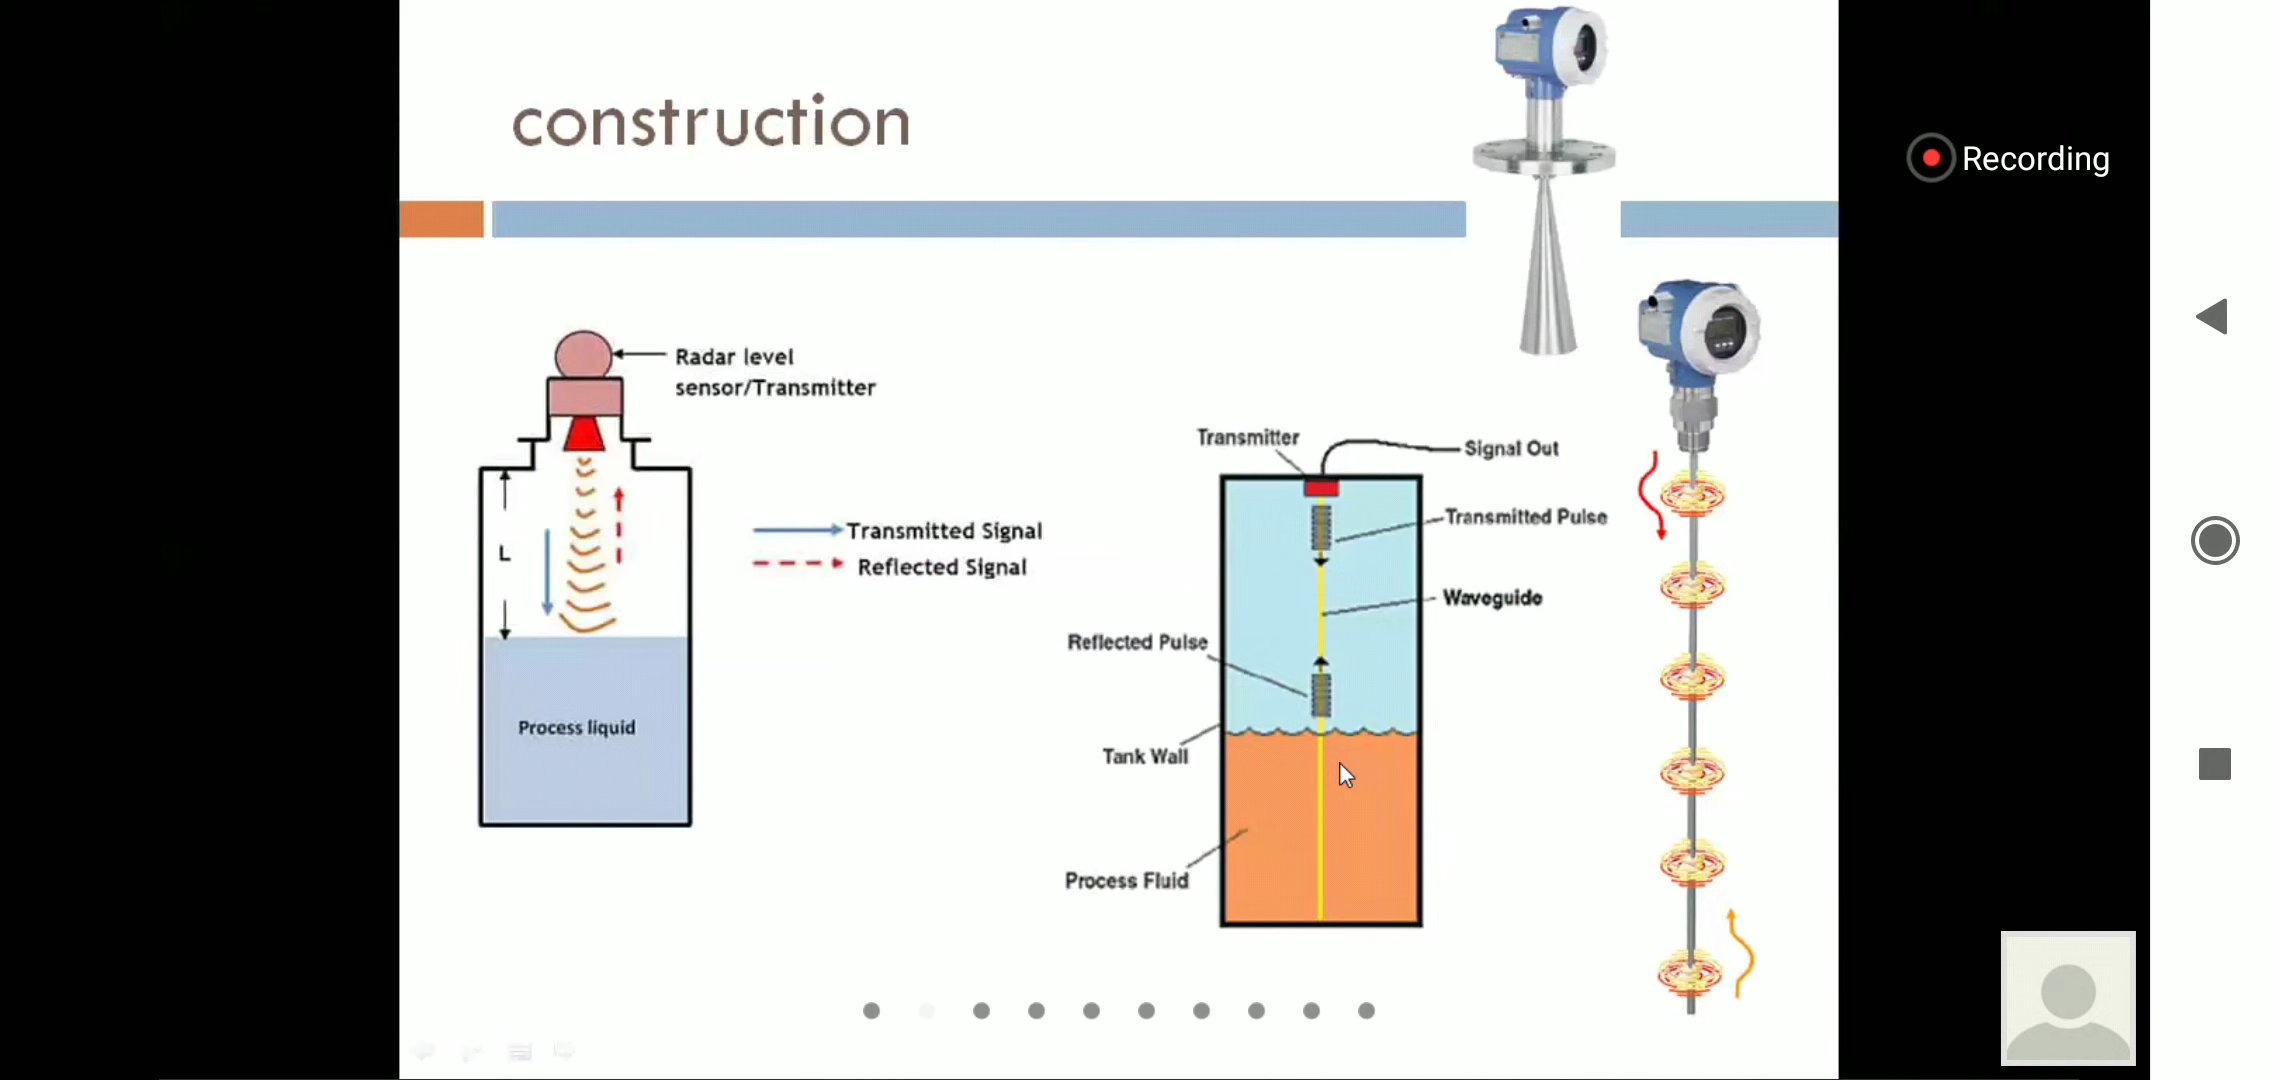 construction
Recording
Radar level
sensor/Transmitter
L
Transmitted Signal
Reflected Signal
Process liquid
Transmitter
Signal Out
Transmitted Pulse
Waveguide
Reflected Pulse
Tank Wall
Process Fluid